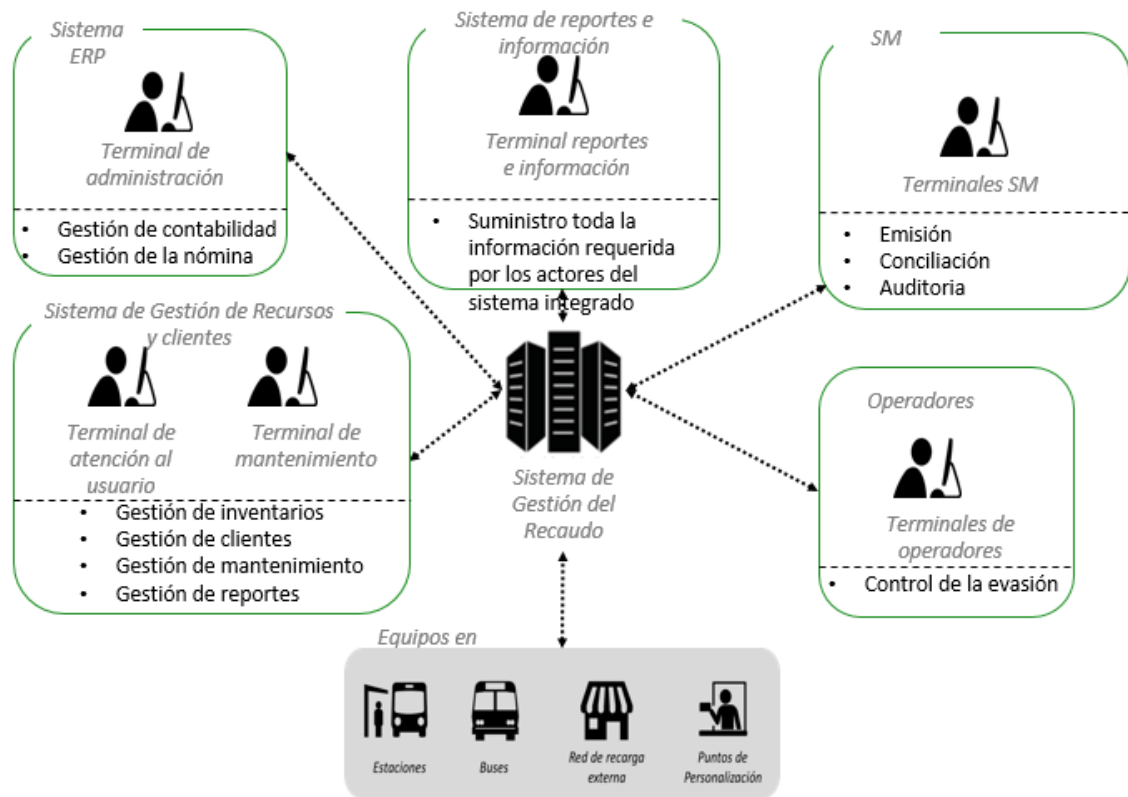 Sistema
ERP
Terminal de
administración
• Gestión de contabilidad
• Gestión de la nómina
Sistema de reportes e
información
Terminal reportes
e información
• Suministro toda la
información requerida
por los actores del
sistema integrado
SM
Terminales SM
• Emisión
• Conciliación
• Auditoria
Sistema de Gestión de Recursos
y clientes
Terminal de
atención al
usuario
Terminal de
mantenimiento
• Gestión de inventarios
• Gestión de clientes
• Gestión de mantenimiento
• Gestión de reportes
Sistema de
Gestión del
Recaudo
Operadores
Terminales de
operadores
• Control de la evasión
Equipos en
Estaciones
Buses
Red de recarga
externa
Puntos de
Personalización